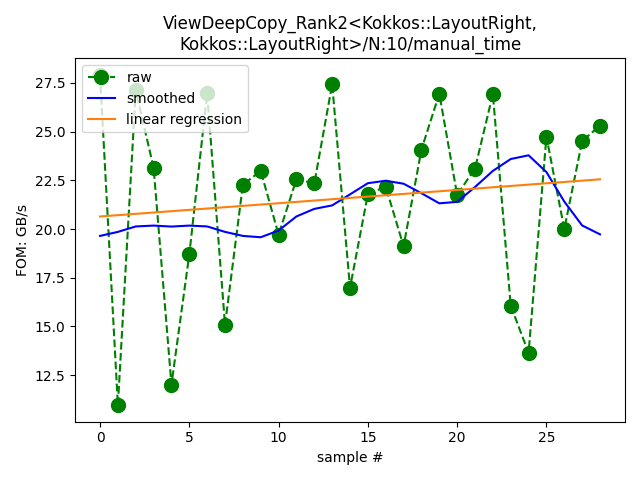 ViewDeepCopy_Rank2<Kokkos::LayoutRight,
Kokkos::LayoutRight>/N:10/manual_time
raw
smoothed
linear regression
FOM: GB/s
27.5
25.0
22.5
20.0
17.5
15.0
12.5
0
5
10
15
20
25
sample #